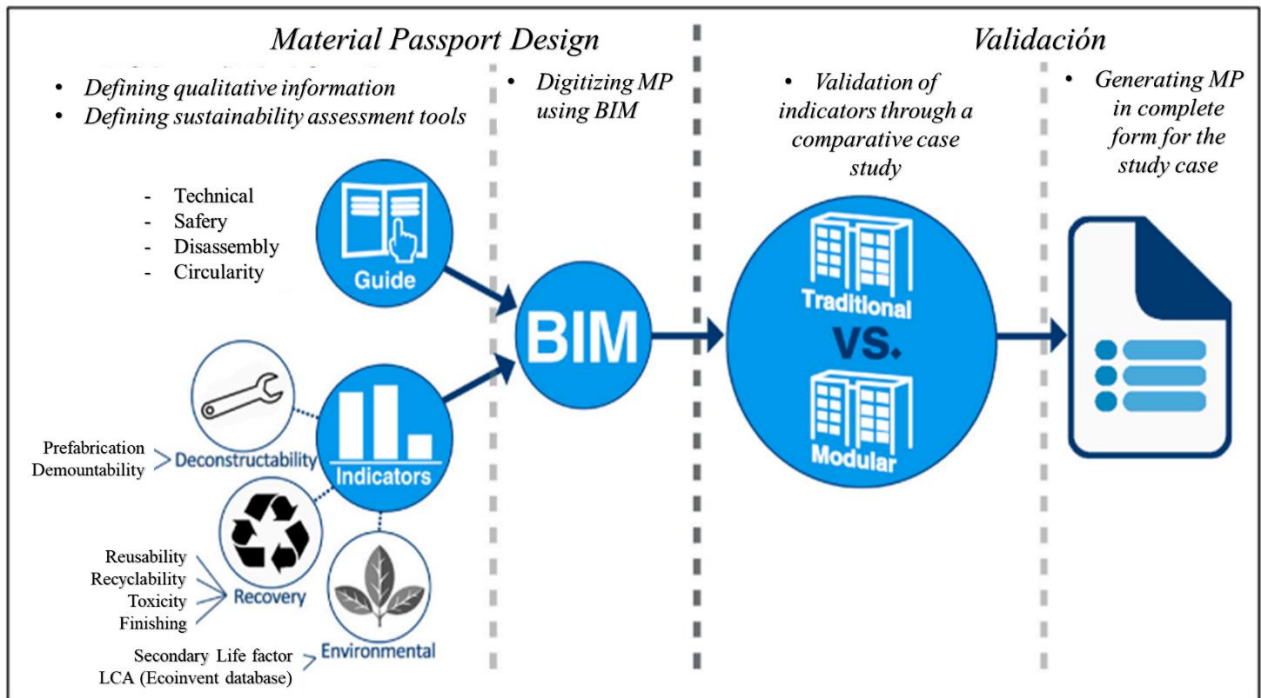 Material Passport Design
Validación
• Defining qualitative information
• Defining sustainability assessment tools
• Digitizing MP
using BIM
• Validation of
indicators through a
comparative case
study
• Generating MP
in complete
form for the
study case
- Technical
- Safery
- Disassembly
- Circularity
Guide
BIM
Traditional
VS.
Modular
Indicators
Prefabrication
Demountability
Deconstructability
Reusability
Recyclability
Toxicity
Finishing
Recovery
Secondary Life factor
LCA (Ecoinvent database)
Environmental